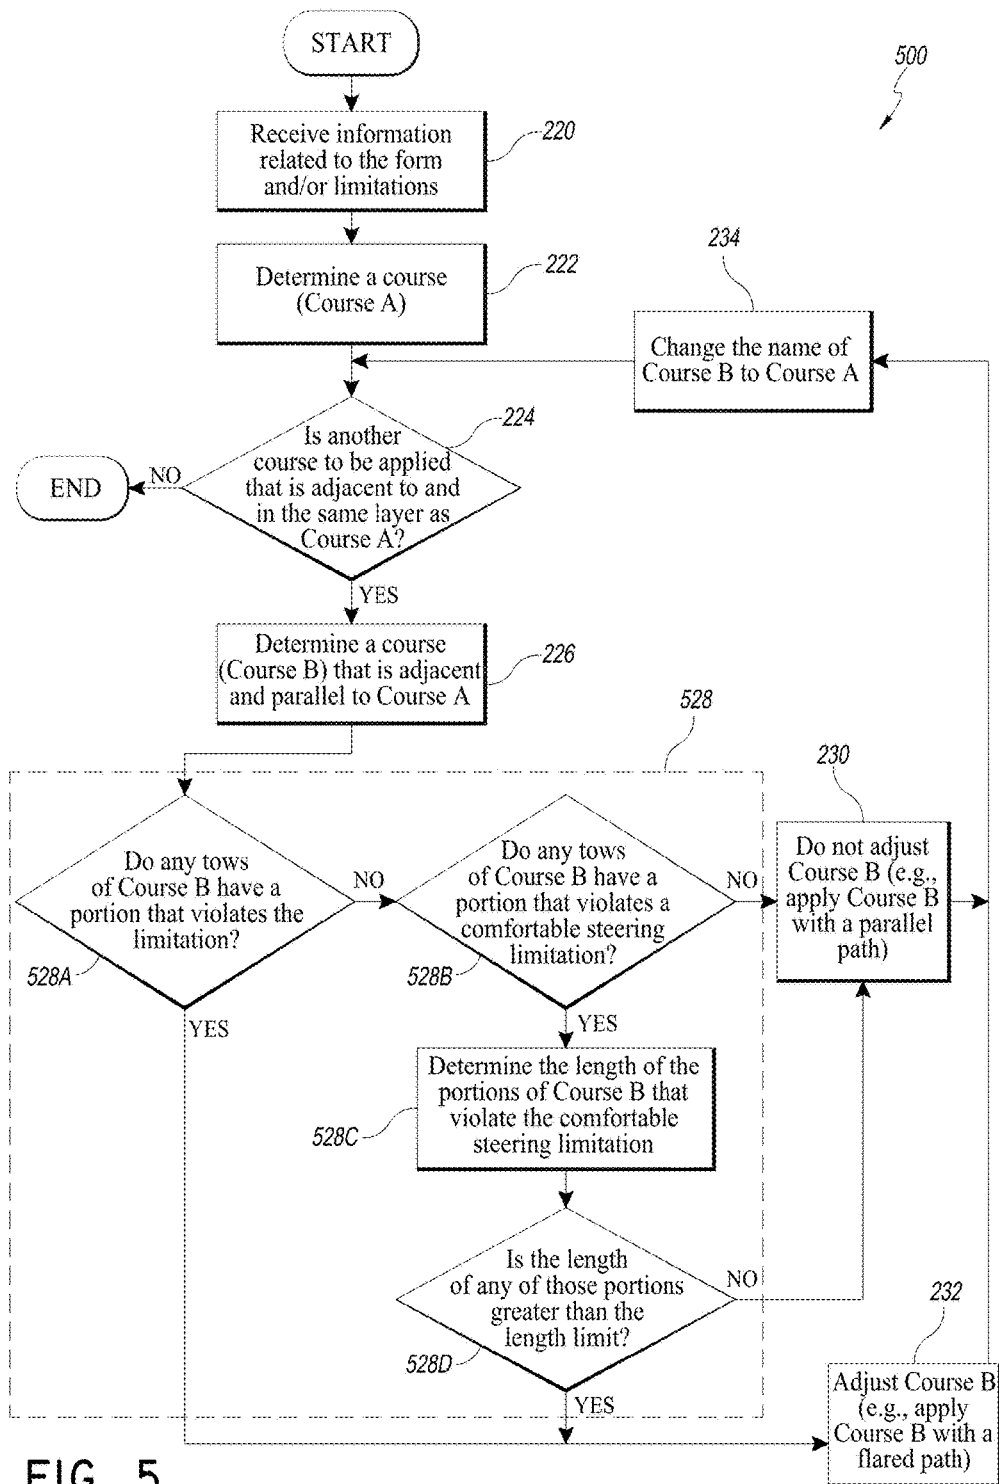 START
500
Receive information
related to the form
and/or limitations
220
Determine a course
(Course A)
222
234
Change the name of
Course B to Course A
224
Is another
course to be applied
that is adjacent to and
in the same layer as
Course A?
NO
END
YES
Determine a course
(Course B) that is adjacent
and parallel to Course A
226
528
230
Do any tows
of Course B have a
portion that violates the
limitation?
528A
NO
YES
Do any tows
of Course B have a
portion that violates a
comfortable steering
limitation?
528B
NO
YES
Do not adjust
Course B (e.g.,
apply Course B
with a parallel
path)
Determine the length of the
portions of Course B that
violate the comfortable
steering limitation
528C
Is the length
of any of those portions
greater than the
length limit?
528D
NO
YES
232
Adjust Course B
(e.g., apply
Course B with a
flared path)
FIG. 5